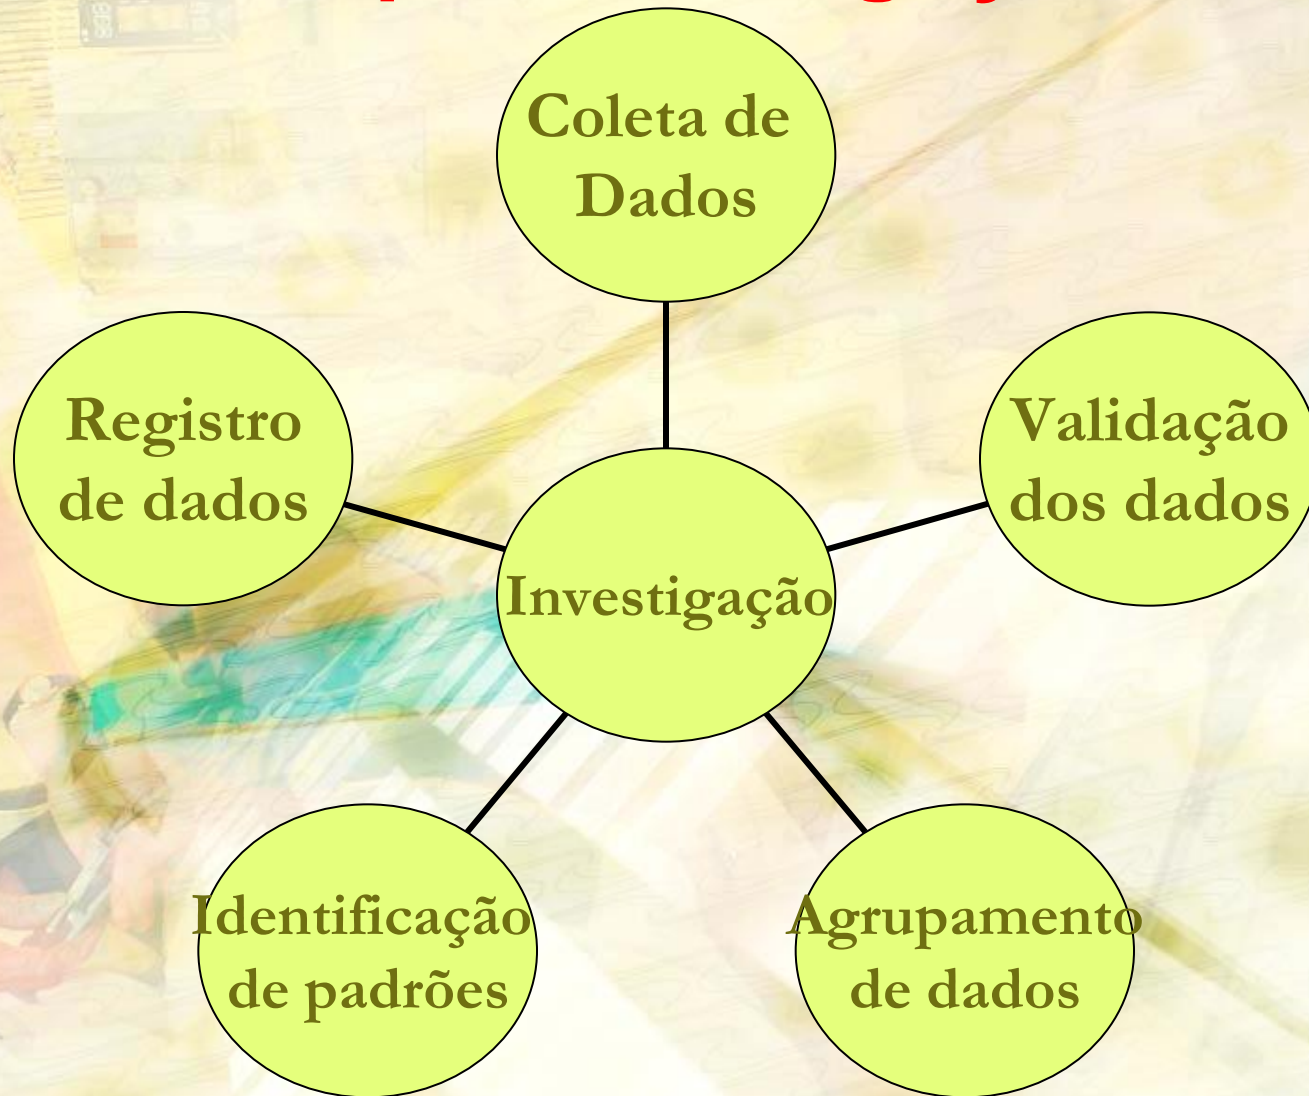 Coleta de
Dados
Validação
dos dados
Agrupamento
de dados
Identificação
de padrões
Registro
de dados
Investigação